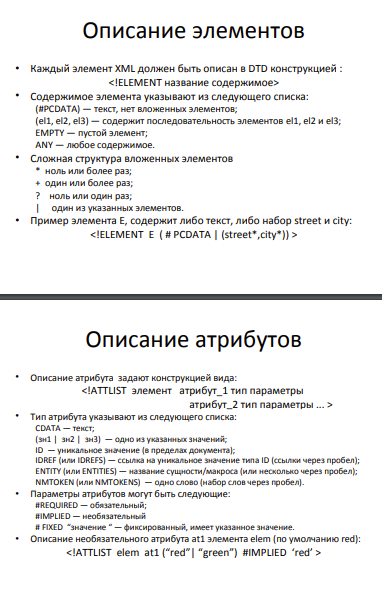 Описание элементов
• Каждый элемент XML должен быть описан в DTD конструкцией :
<!ELEMENT название содержимое>
• Содержимое элемента указывают из следующего списка:
(#PCDATA) — текст, нет вложенных элементов;
(el1, el2, el3) — содержит последовательность элементов el1, el2 и el3;
EMPTY — пустой элемент;
ANY — любое содержимое.
• Сложная структура вложенных элементов
* ноль или более раз;
+ один или более раз;
? ноль или один раз;
| один из указанных элементов.
• Пример элемента E, содержит либо текст, либо набор street и city:
<!ELEMENT E ( # PCDATA | (street*,city*)) >
Описание атрибутов
• Описание атрибута задают конструкцией вида:
<!ATTLIST элемент атрибут_1 тип параметры
атрибут_2 тип параметры ... >
• Тип атрибута указывают из следующего списка:
CDATA — текст;
(зн1 | зн2 | зн3) — одно из указанных значений;
ID — уникальное значение (в пределах документа);
IDREF (или IDREFS) — ссылка на уникальное значение типа ID (ссылки через пробел);
ENTITY (или ENTITIES) — название сущности/макроса (или несколько через пробел);
NMTOKEN (или NMTOKENS) — одно слово (набор слов через пробел).
• Параметры атрибутов могут быть следующие:
#REQUIRED — обязательный;
#IMPLIED — необязательный
# FIXED “значение “ — фиксированный, имеет указанное значение.
• Описание необязательного атрибута at1 элемента elem (по умолчанию red):
<!ATTLIST elem at1 (“red”| “green”) #IMPLIED ‘red’ >